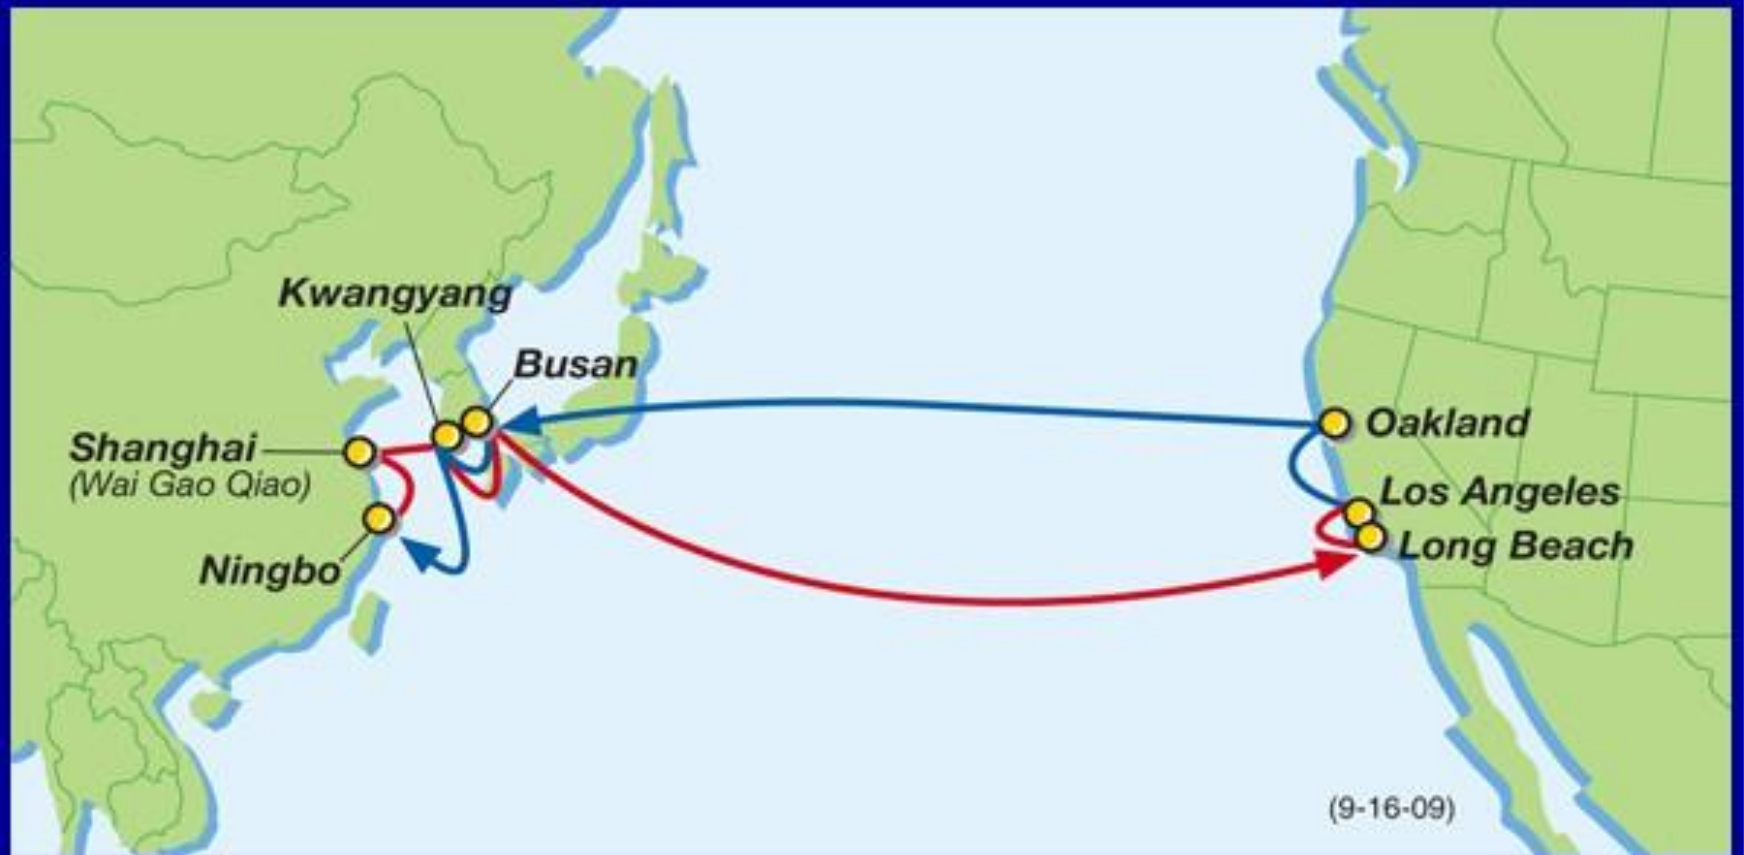 Kwangyang
Busan
Shanghai
(Wai Gao Qiao)
Ningbo
Oakland
Los Angeles
Long Beach
(9-16-09)